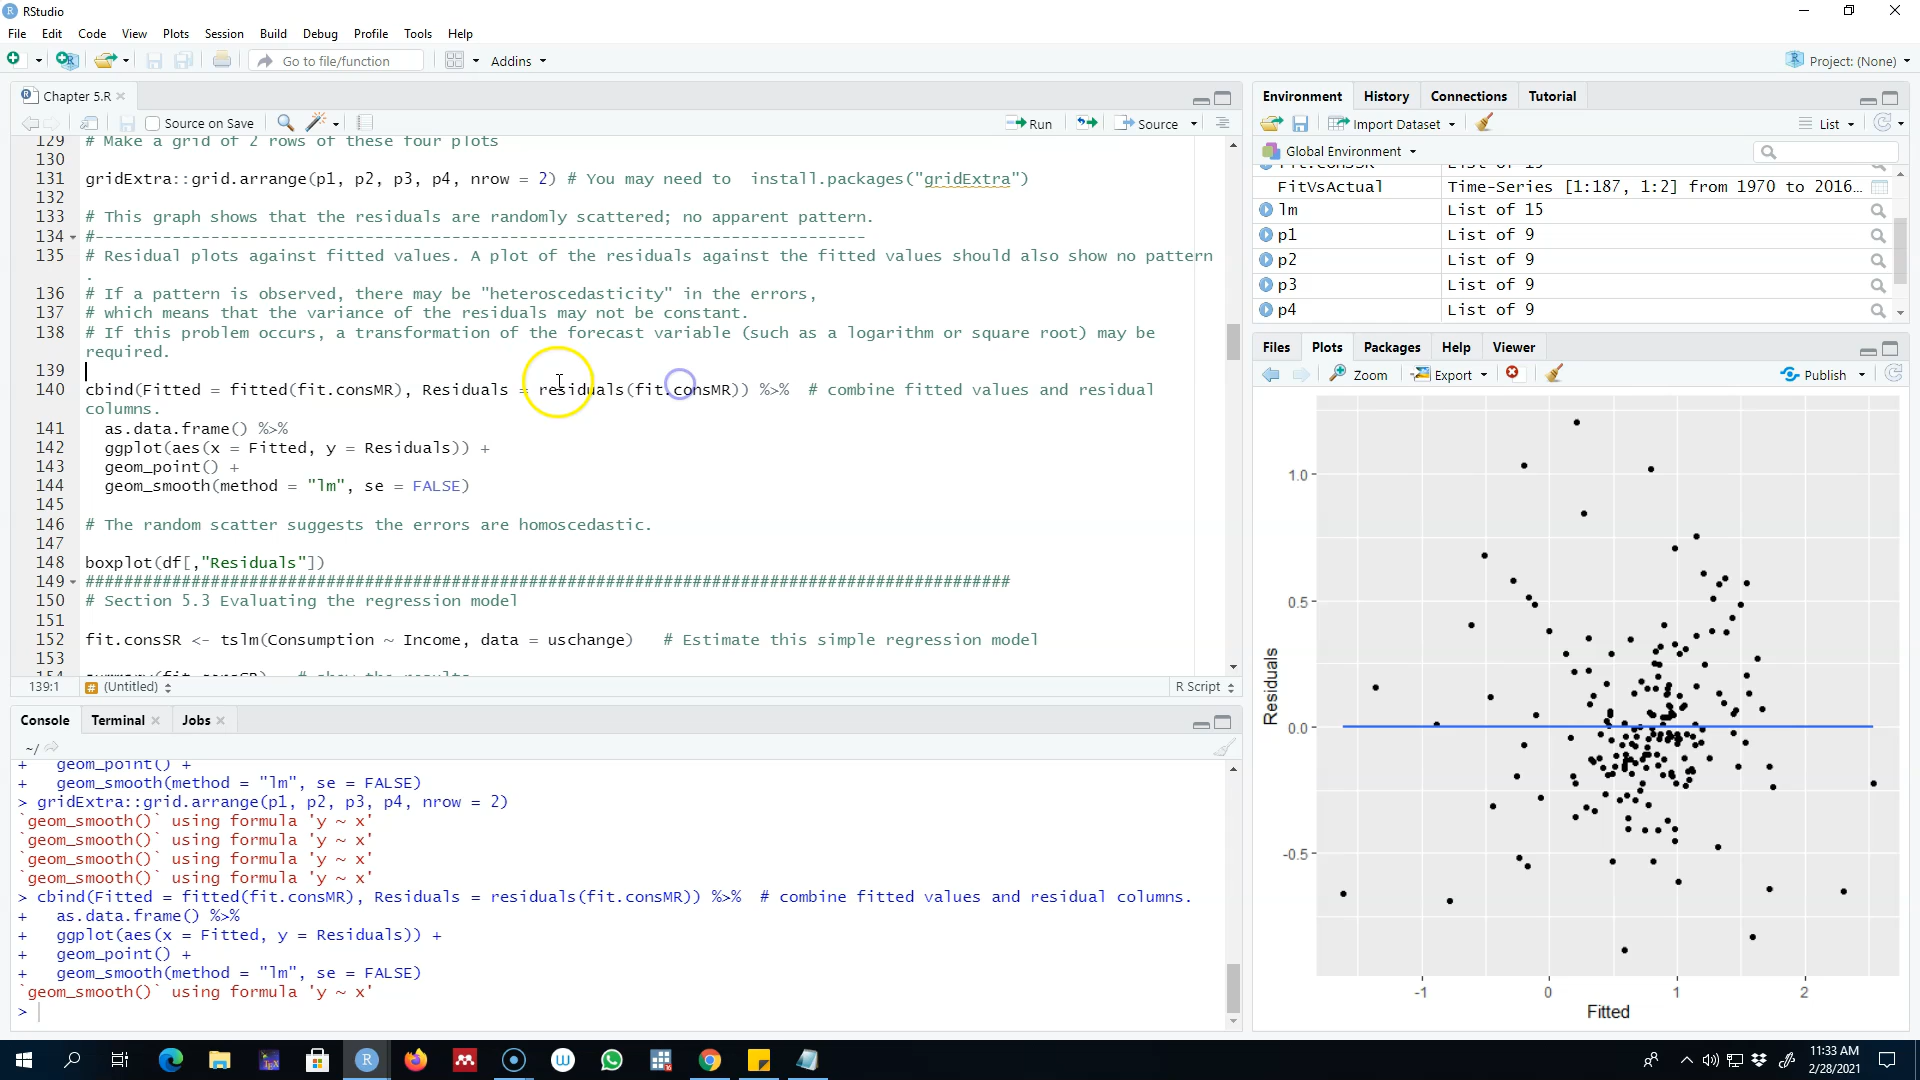 RStudio
File Edit Code View Plots Session Build Debug Profile Tools Help
Go to file/function Addins Project: (None)
Chapter 5.R
Source on Save Run Source
129 # Make a grid of 2 rows of these four plots
130
131 gridExtra::grid.arrange(p1, p2, p3, p4, nrow = 2) # You may need to  install.packages("gridExtra")
132
133 # This graph shows that the residuals are randomly scattered; no apparent pattern.
134 #--------------------------------------------------------------------------------
135 # Residual plots against fitted values. A plot of the residuals against the fitted values should also show no pattern
.
136 # If a pattern is observed, there may be "heteroscedasticity" in the errors,
137 # which means that the variance of the residuals may not be constant.
138 # If this problem occurs, a transformation of the forecast variable (such as a logarithm or square root) may be
required.
139
140 cbind(Fitted = fitted(fit.consMR), Residuals = residuals(fit.consMR)) %>%  # combine fitted values and residual
columns.
141 as.data.frame() %>%
142 ggplot(aes(x = Fitted, y = Residuals)) +
143 geom_point() +
144 geom_smooth(method = "lm", se = FALSE)
145
146 # The random scatter suggests the errors are homoscedastic.
147
148 boxplot(df[,"Residuals"])
149 ################################################################################################
150 # Section 5.3 Evaluating the regression model
151
152 fit.consSR <- tslm(Consumption ~ Income, data = uschange)   # Estimate this simple regression model
153
154 summary(fit.consSR)   # show the results
139:1 (Untitled) R Script
Console Terminal Jobs
~/
+   geom_point() +
+   geom_smooth(method = "lm", se = FALSE)
> gridExtra::grid.arrange(p1, p2, p3, p4, nrow = 2)
`geom_smooth()` using formula 'y ~ x'
`geom_smooth()` using formula 'y ~ x'
`geom_smooth()` using formula 'y ~ x'
`geom_smooth()` using formula 'y ~ x'
> cbind(Fitted = fitted(fit.consMR), Residuals = residuals(fit.consMR)) %>%  # combine fitted values and residual columns.
+   as.data.frame() %>%
+   ggplot(aes(x = Fitted, y = Residuals)) +
+   geom_point() +
+   geom_smooth(method = "lm", se = FALSE)
`geom_smooth()` using formula 'y ~ x'
>
Environment History Connections Tutorial
Import Dataset List
Global Environment
fit.consSR List of 15
FitVsActual Time-Series [1:187, 1:2] from 1970 to 2016…
lm List of 15
p1 List of 9
p2 List of 9
p3 List of 9
p4 List of 9
Files Plots Packages Help Viewer
Zoom Export Publish
1.0
0.5
0.0
-0.5
Residuals
-1 0 1 2
Fitted
11:33 AM
2/28/2021